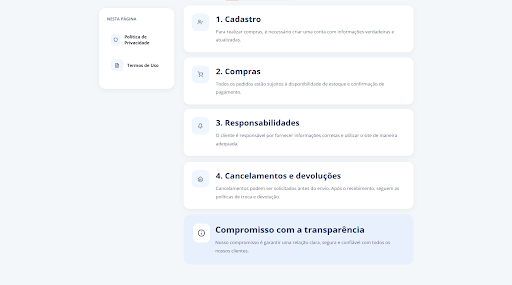 NESTA PÁGINA
Política de
Privacidade
Termos de Uso
1. Cadastro
Para realizar compras, é necessário criar uma conta com informações verdadeiras e
atualizadas.
2. Compras
Todos os pedidos estão sujeitos à disponibilidade de estoque e confirmação de
pagamento.
3. Responsabilidades
O cliente é responsável por fornecer informações corretas e utilizar o site de maneira
adequada.
4. Cancelamentos e devoluções
Cancelamentos podem ser solicitados antes do envio. Após o recebimento, seguem as
políticas de troca e devolução.
Compromisso com a transparência
Nosso compromisso é garantir uma relação clara, segura e confiável com todos os
nossos clientes.